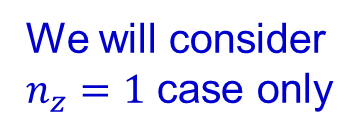 We will consider
n_z = 1 case only